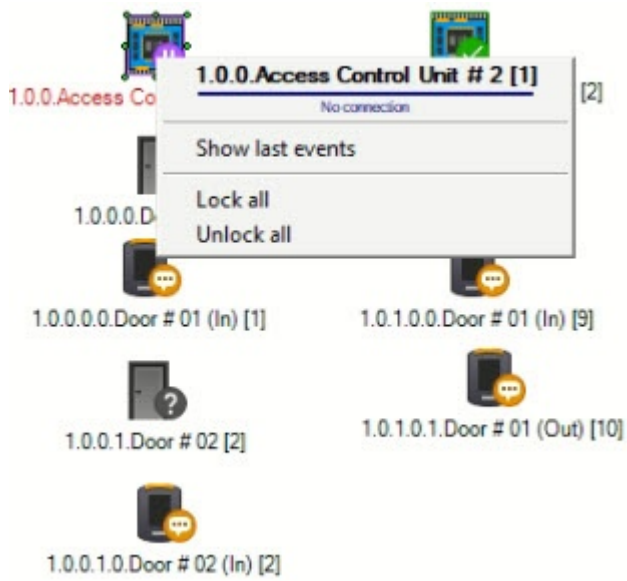 1.0.0.Access Control Unit # 2 [1]
No connection
1.0.0.Access Co
[2]
Show last events
Lock all
Unlock all
1.0.0.0.D
1.0.0.0.0.Door # 01 (In) [1]
1.0.1.0.0.Door # 01 (In) [9]
1.0.0.1.Door # 02 [2]
1.0.1.0.1.Door # 01 (Out) [10]
1.0.0.1.0.Door # 02 (In) [2]